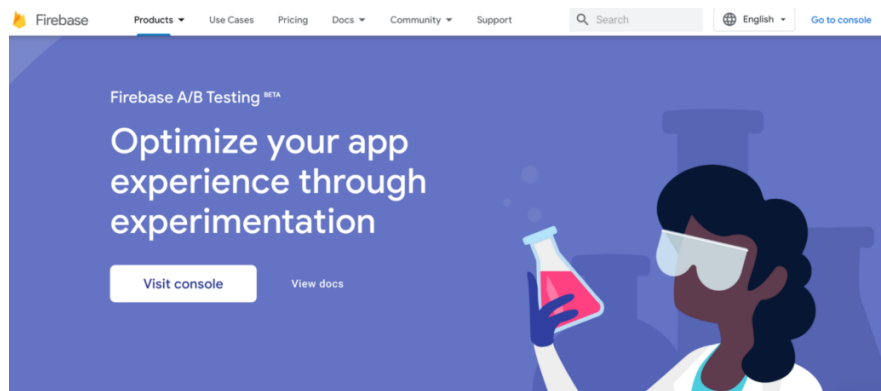 Firebase Products Use Cases Pricing Docs Community Support Search English Go to console
Firebase A/B Testing BETA
Optimize your app
experience through
experimentation
Visit console View docs